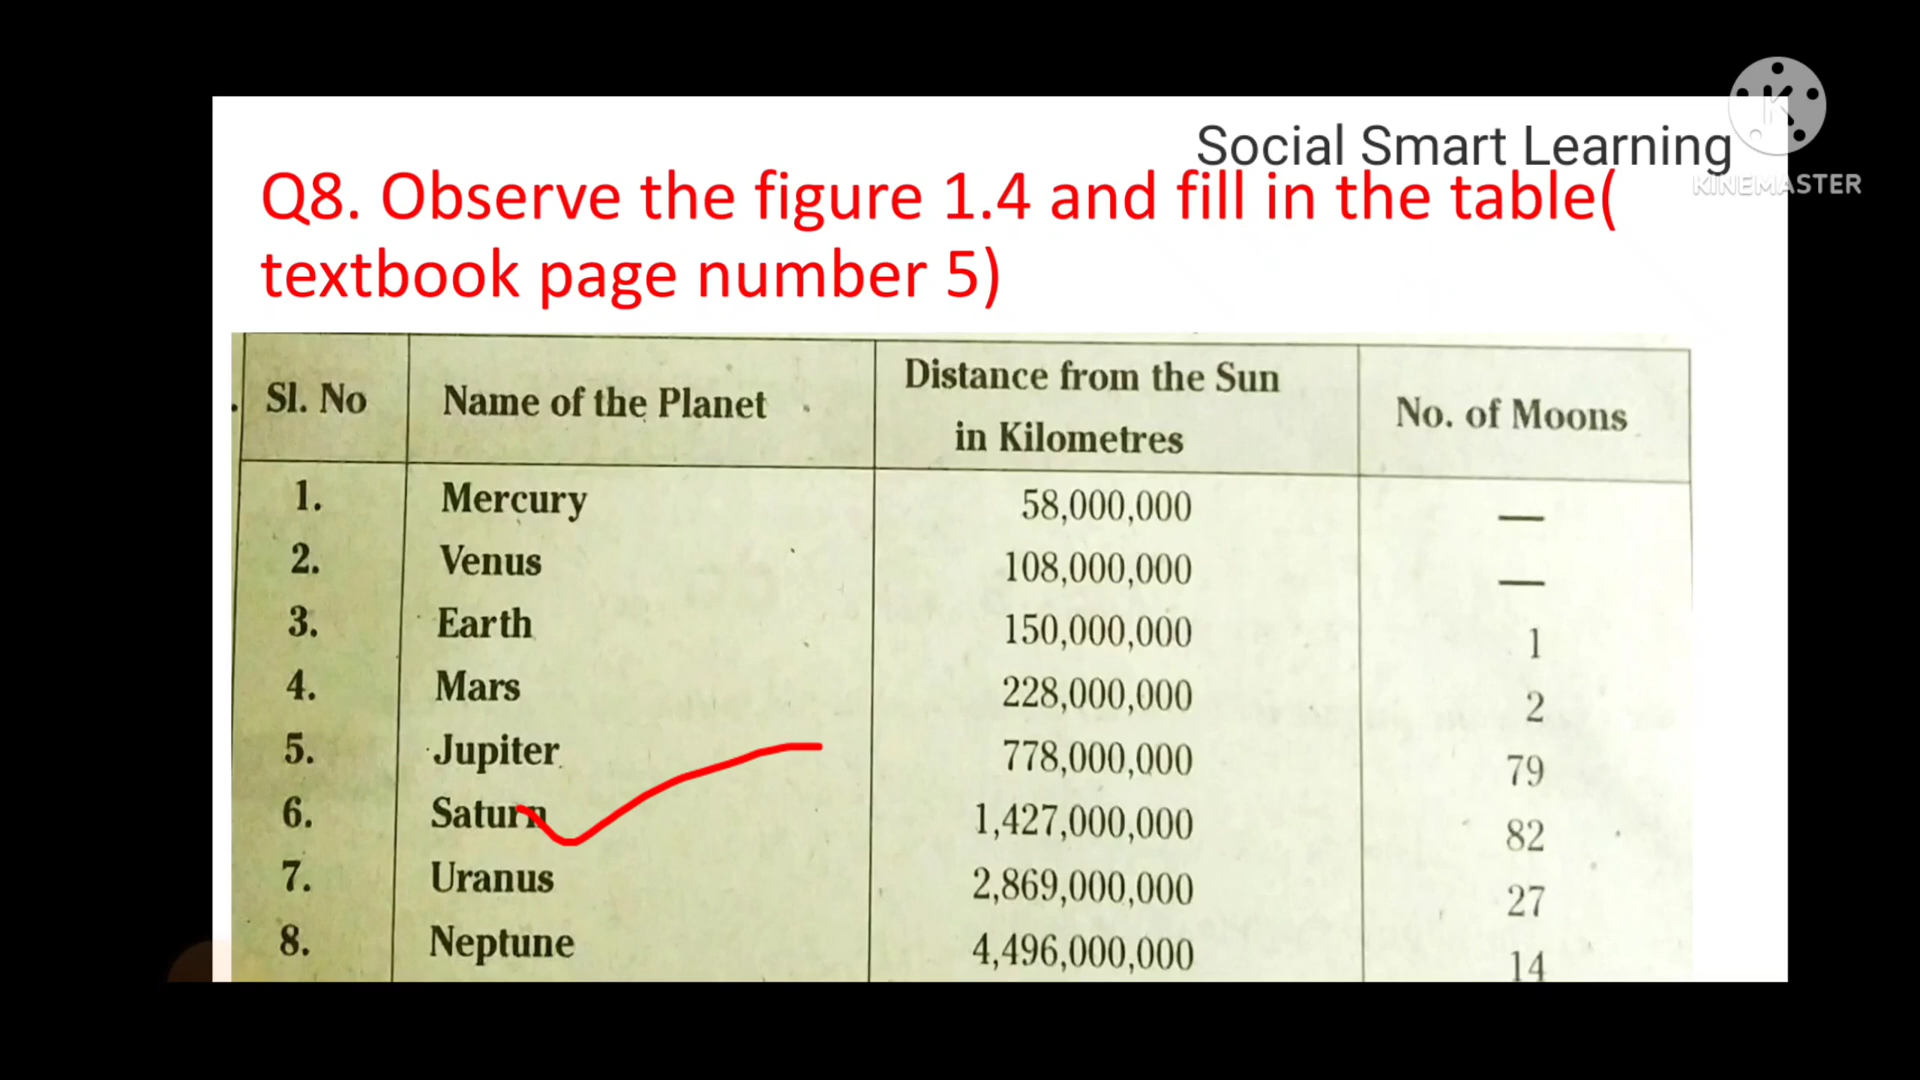 Social Smart Learning
KINEMASTER
Q8. Observe the figure 1.4 and fill in the table(
textbook page number 5)
Sl. No Name of the Planet Distance from the Sun in Kilometres No. of Moons
1. Mercury 58,000,000 —
2. Venus 108,000,000 —
3. Earth 150,000,000 1
4. Mars 228,000,000 2
5. Jupiter 778,000,000 79
6. Saturn 1,427,000,000 82
7. Uranus 2,869,000,000 27
8. Neptune 4,496,000,000 14